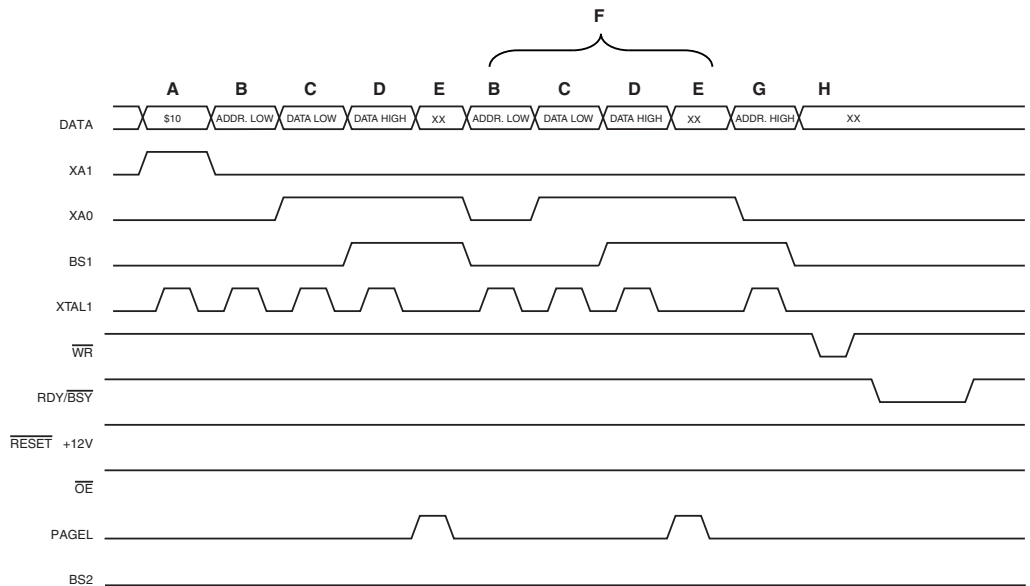 F
A B C D E B C D E G H
DATA $10 ADDR. LOW DATA LOW DATA HIGH XX ADDR. LOW DATA LOW DATA HIGH XX ADDR. HIGH XX
XA1
XA0
BS1
XTAL1
WR
RDY/BSY
RESET +12V
OE
PAGEL
BS2